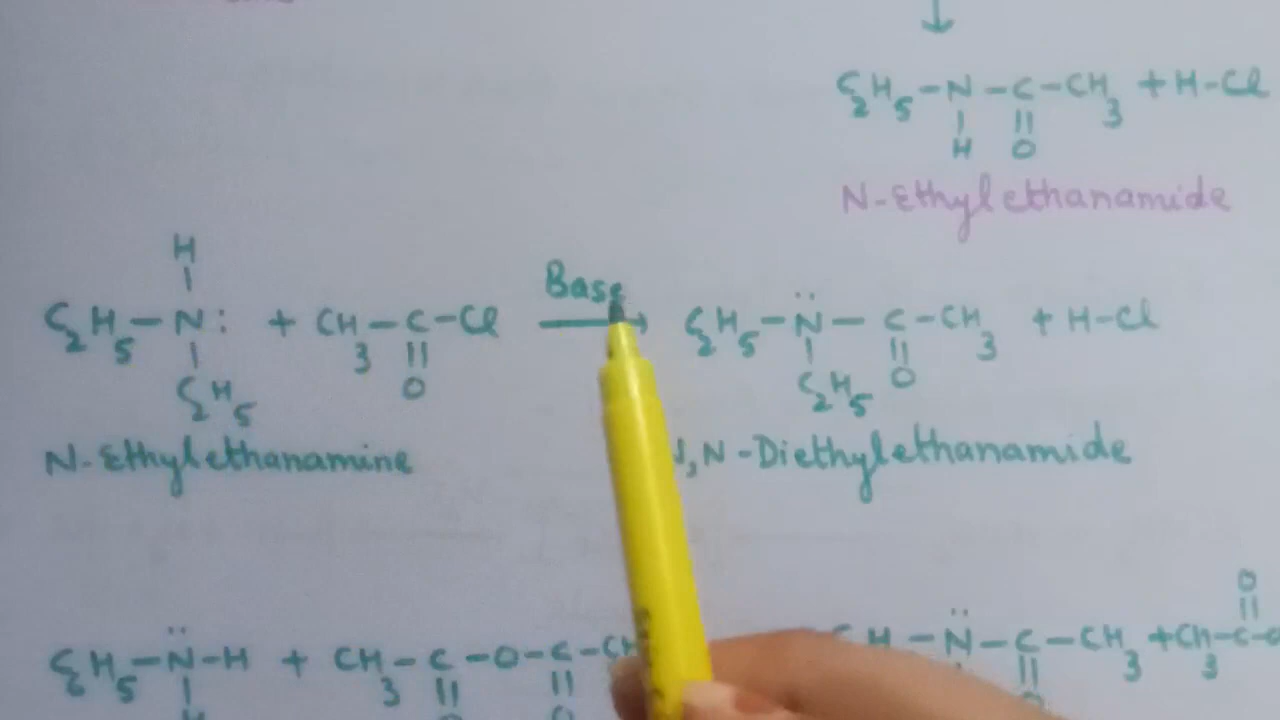 C2H5-N-C-CH3 + H-Cl
H O
N-Ethylethanamide
H
C2H5-N: + CH3-C-Cl Base C2H5-N-C-CH3 + H-Cl
C2H5 O C2H5 O
N-Ethylethanamine ,N-Diethylethanamide
C2H5-N-H + CH3-C-O-C- H-N-C-CH3 + CH3-C-
O